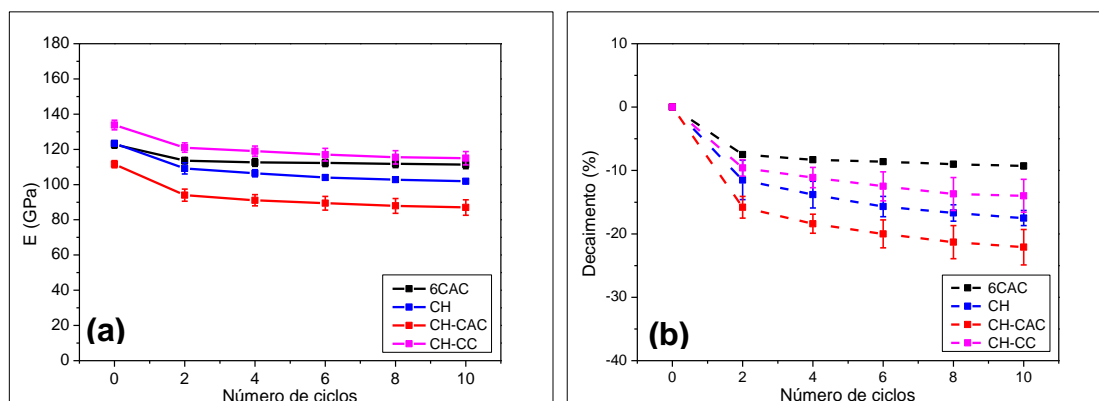 180
160
140
120
100
80
60
40
20
0
E (GPa)
0 2 4 6 8 10
Número de ciclos
6CAC
CH
CH-CAC
CH-CC
(a)
10
0
-10
-20
-30
-40
Decaimento (%)
0 2 4 6 8 10
Número de ciclos
6CAC
CH
CH-CAC
CH-CC
(b)